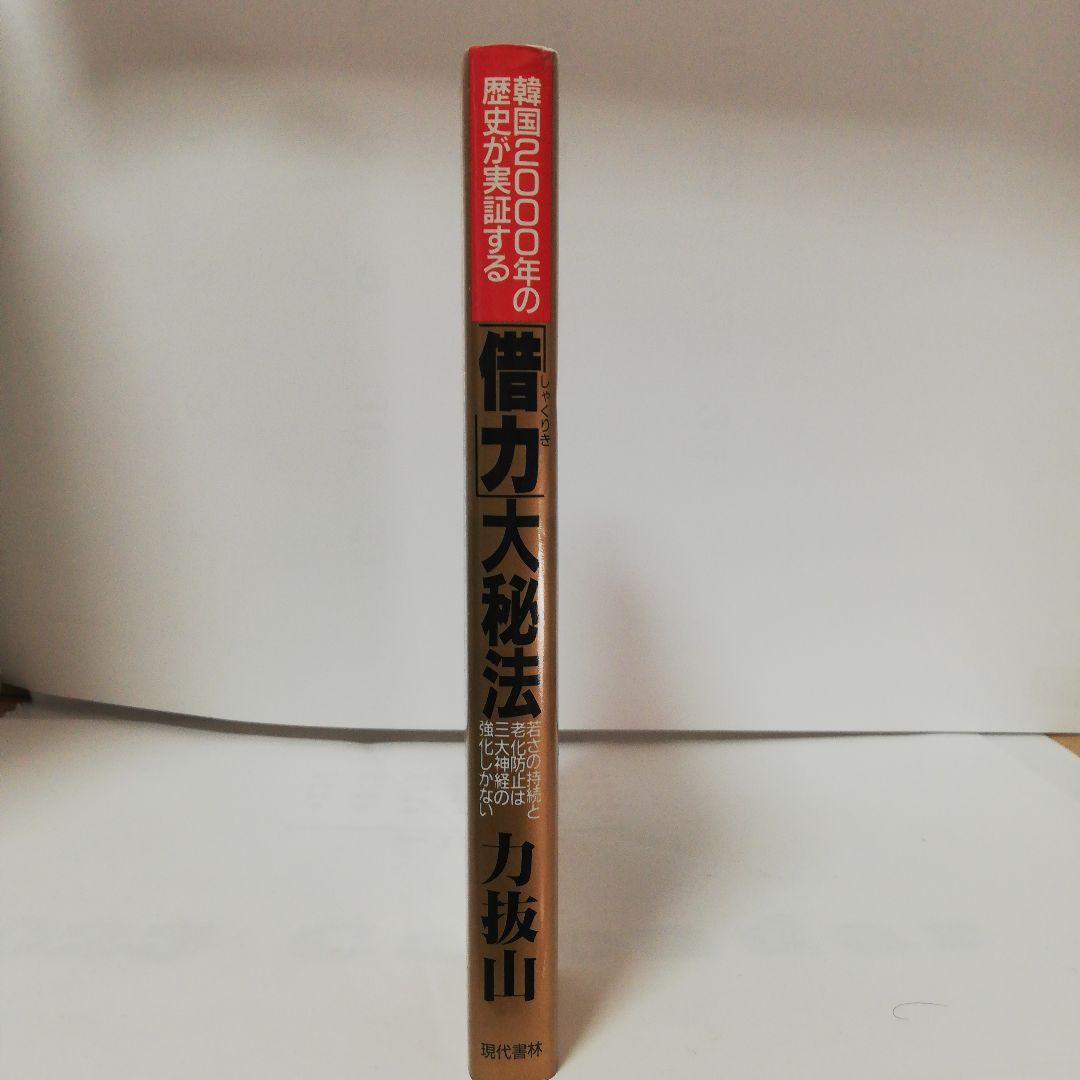 韓国2000年の
歴史が実証する
「借力」大秘法
しゃくりき
若さの持続と
老化防止は
三大神経の
強化しかない
力抜山
現代書林